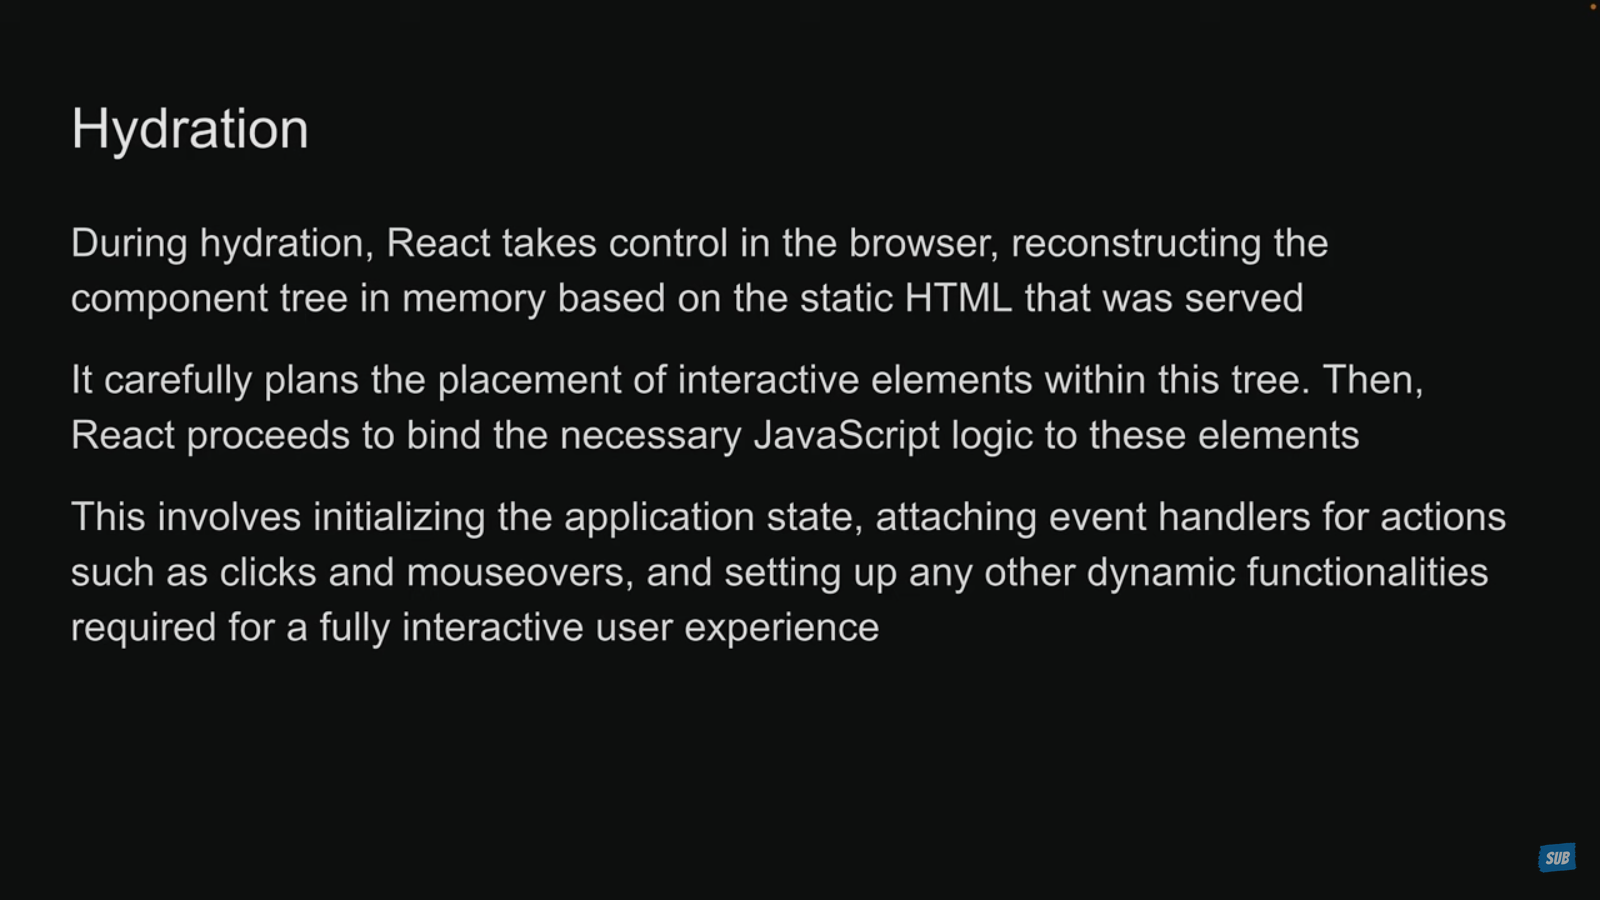 Hydration
During hydration, React takes control in the browser, reconstructing the
component tree in memory based on the static HTML that was served
It carefully plans the placement of interactive elements within this tree. Then,
React proceeds to bind the necessary JavaScript logic to these elements
This involves initializing the application state, attaching event handlers for actions
such as clicks and mouseovers, and setting up any other dynamic functionalities
required for a fully interactive user experience
SUB